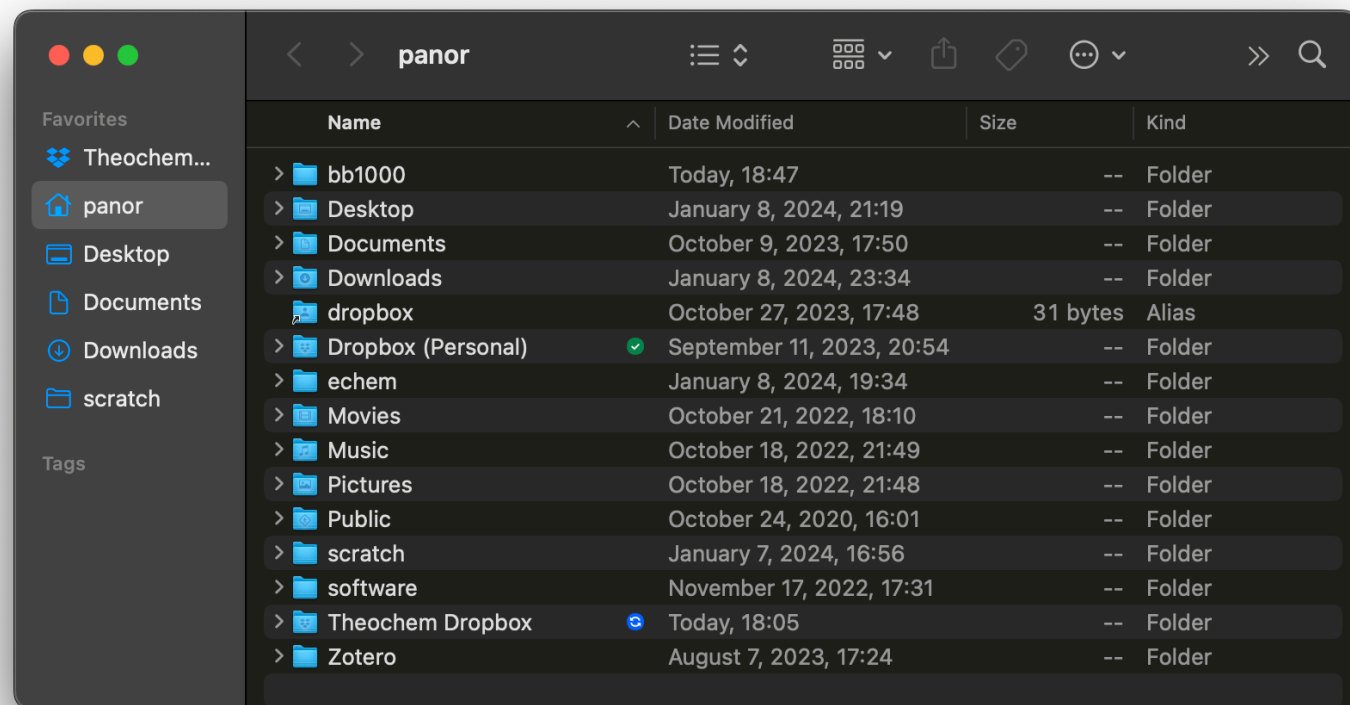 panor
Favorites
Theochem...
panor
Desktop
Documents
Downloads
scratch
Tags
Name Date Modified Size Kind
bb1000 Today, 18:47 -- Folder
Desktop January 8, 2024, 21:19 -- Folder
Documents October 9, 2023, 17:50 -- Folder
Downloads January 8, 2024, 23:34 -- Folder
dropbox October 27, 2023, 17:48 31 bytes Alias
Dropbox (Personal) September 11, 2023, 20:54 -- Folder
echem January 8, 2024, 19:34 -- Folder
Movies October 21, 2022, 18:10 -- Folder
Music October 18, 2022, 21:49 -- Folder
Pictures October 18, 2022, 21:48 -- Folder
Public October 24, 2020, 16:01 -- Folder
scratch January 7, 2024, 16:56 -- Folder
software November 17, 2022, 17:31 -- Folder
Theochem Dropbox Today, 18:05 -- Folder
Zotero August 7, 2023, 17:24 -- Folder